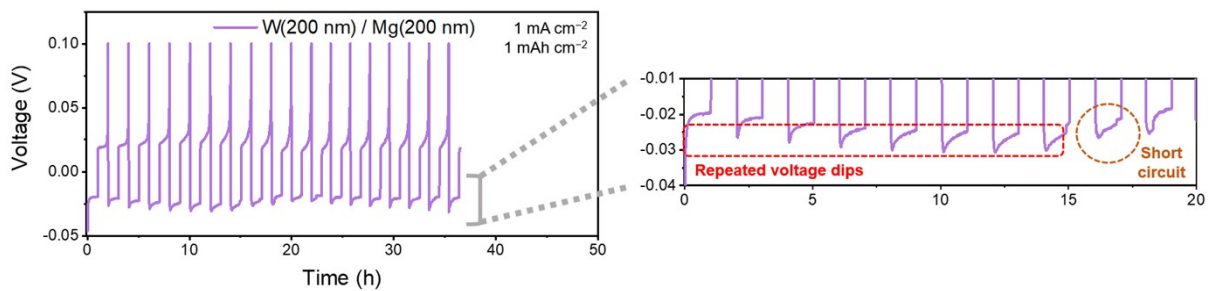 W(200 nm) / Mg(200 nm)
1 mA cm⁻²
1 mAh cm⁻²
Voltage (V)
0.10
0.05
0.00
-0.05
0
10
20
30
40
50
Time (h)
-0.01
-0.02
-0.03
-0.04
Repeated voltage dips
Short
circuit
0
5
10
15
20